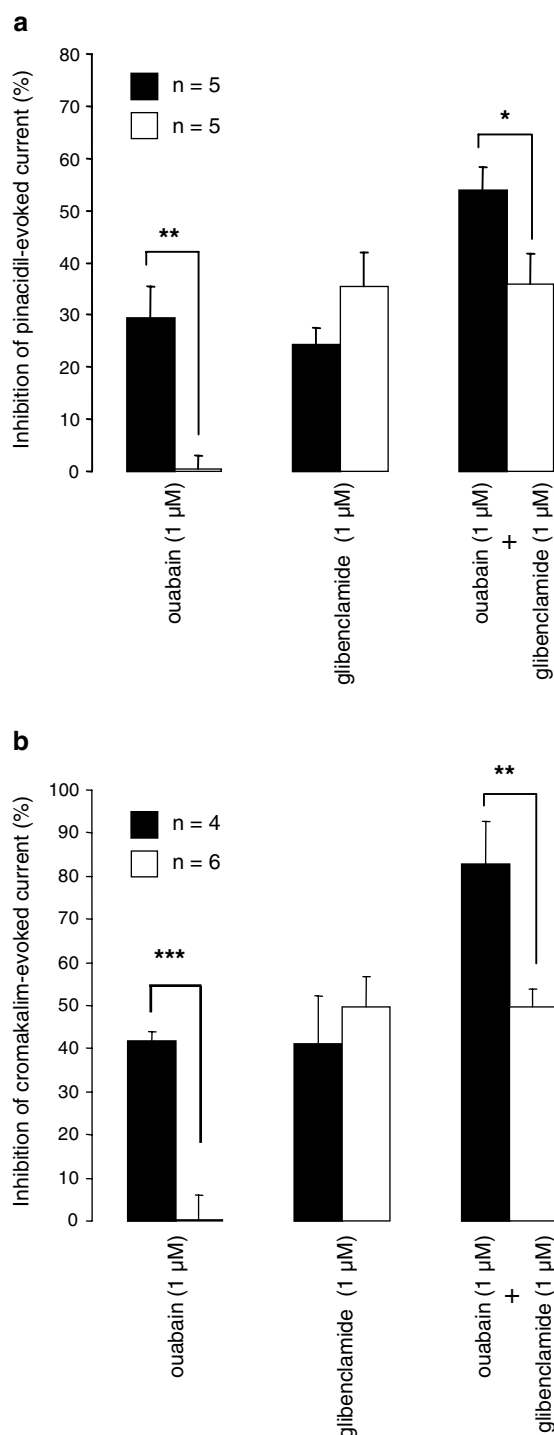 a
Inhibition of pinacidil-evoked current (%)
80
70
60
50
40
30
20
10
0
n = 5
n = 5
**
*
ouabain (1 µM)
glibenclamide (1 µM)
ouabain (1 µM)
+
glibenclamide (1 µM)
b
Inhibition of cromakalim-evoked current (%)
100
90
80
70
60
50
40
30
20
10
0
n = 4
n = 6
***
**
ouabain (1 µM)
glibenclamide (1 µM)
ouabain (1 µM)
+
glibenclamide (1 µM)